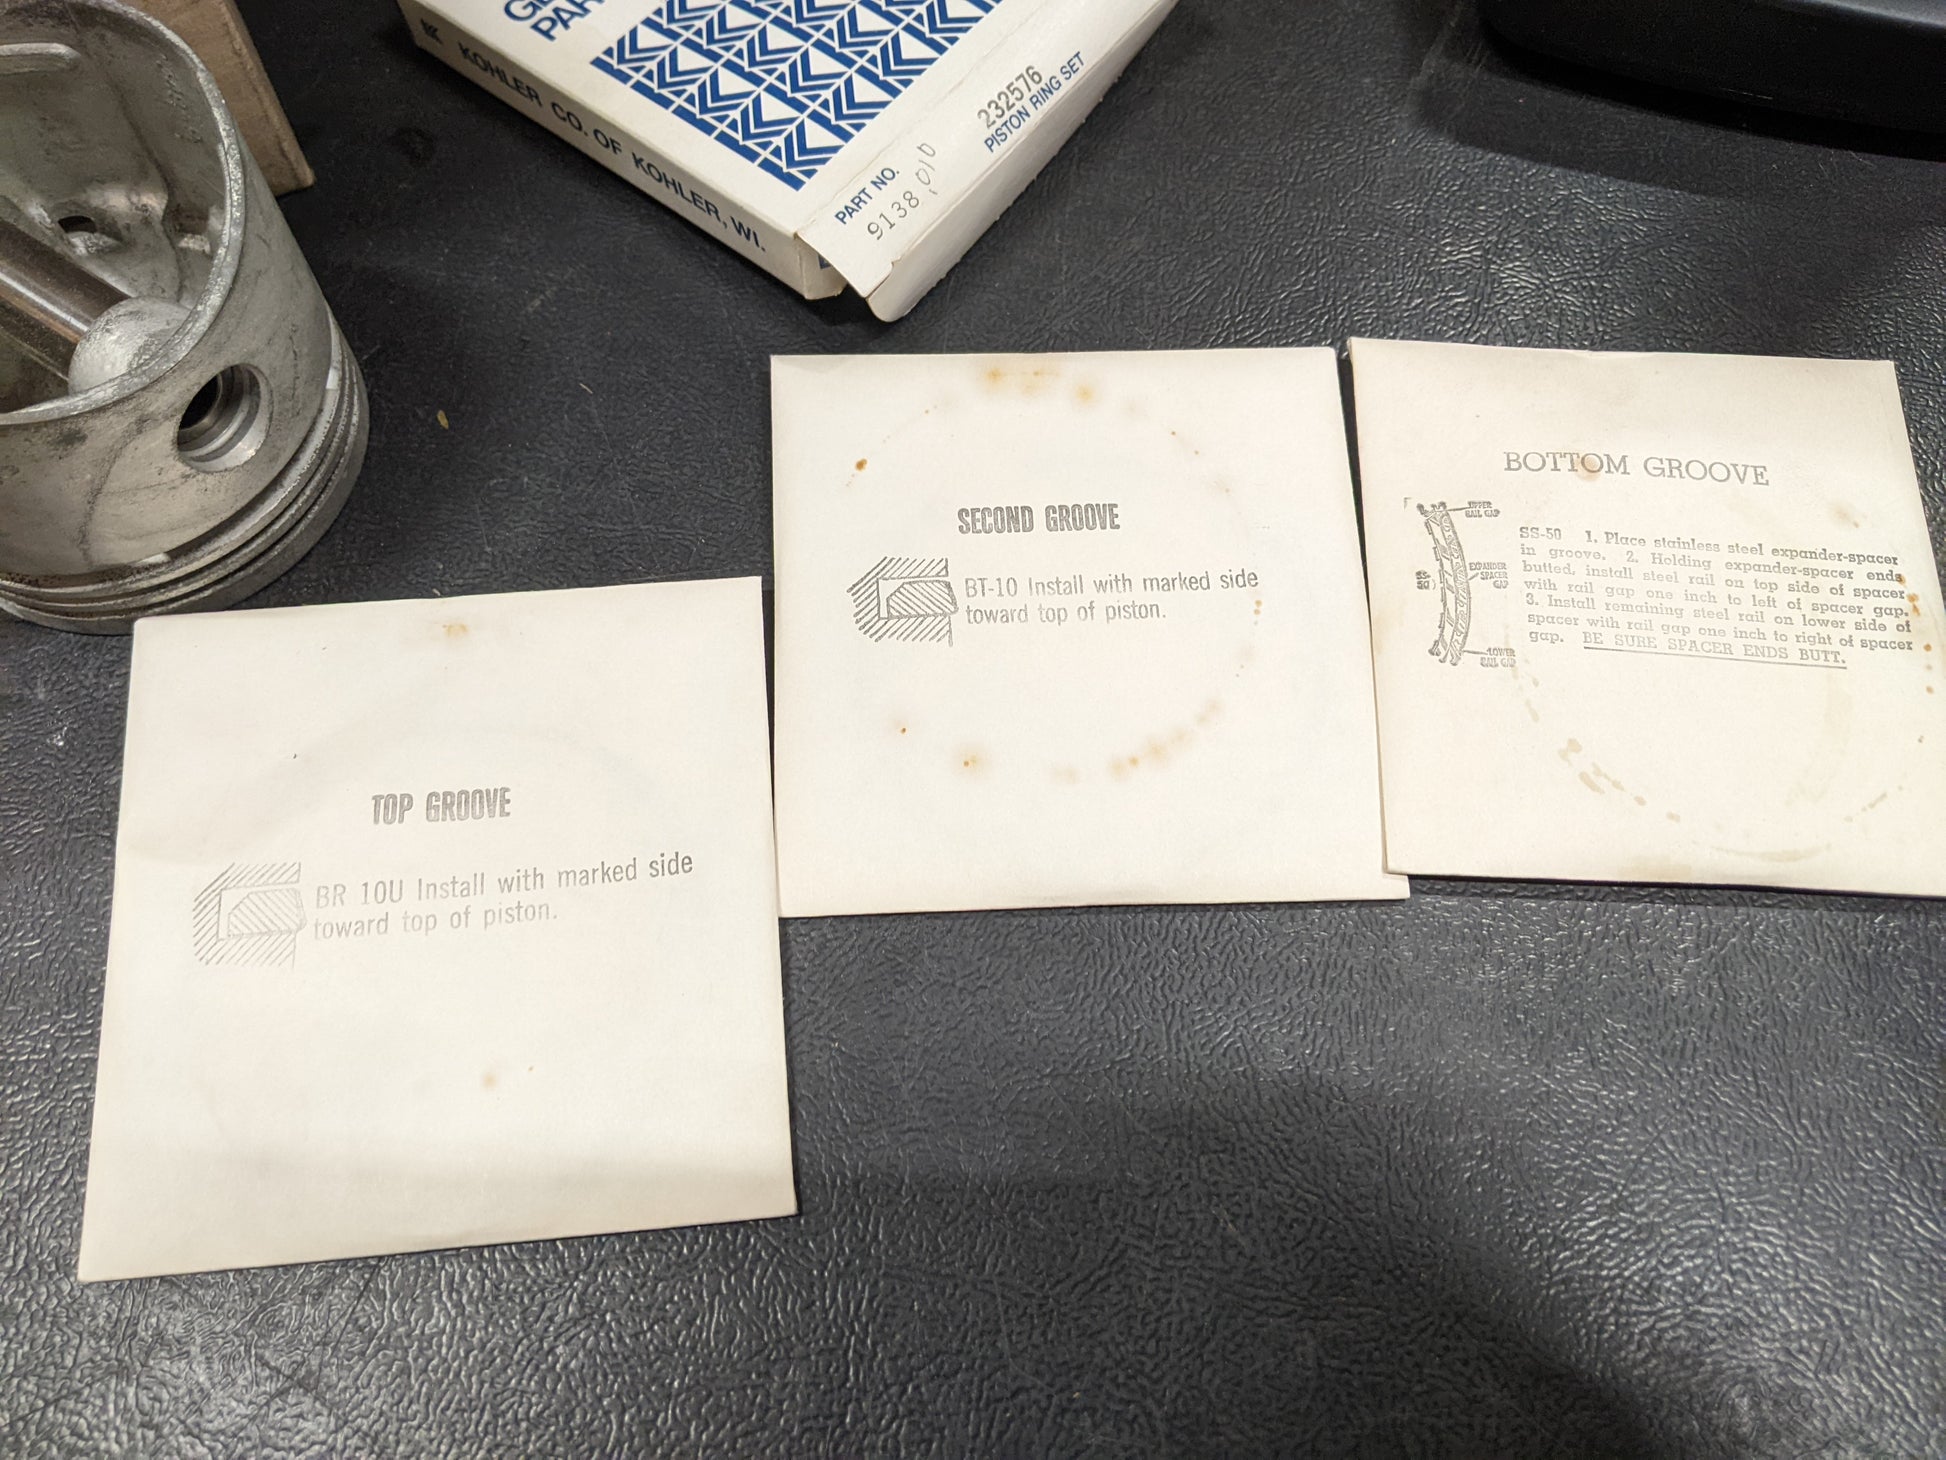 KOHLER CO. OF KOHLER, WI.
232576
PISTON RING SET
PART NO.
9138
TOP GROOVE
BR 10U Install with marked side
toward top of piston.
SECOND GROOVE
BT-10 Install with marked side
toward top of piston.
BOTTOM GROOVE
UPPER
RAIL GAP
EXPANDER
SPACER
GAP
SS
50
LOWER
RAIL GAP
SS-50 1. Place stainless steel expander-spacer
in groove. 2. Holding expander-spacer ends
butted, install steel rail on top side of spacer
with rail gap one inch to left of spacer gap.
3. Install remaining steel rail on lower side of
spacer with rail gap one inch to right of spacer
gap. BE SURE SPACER ENDS BUTT.